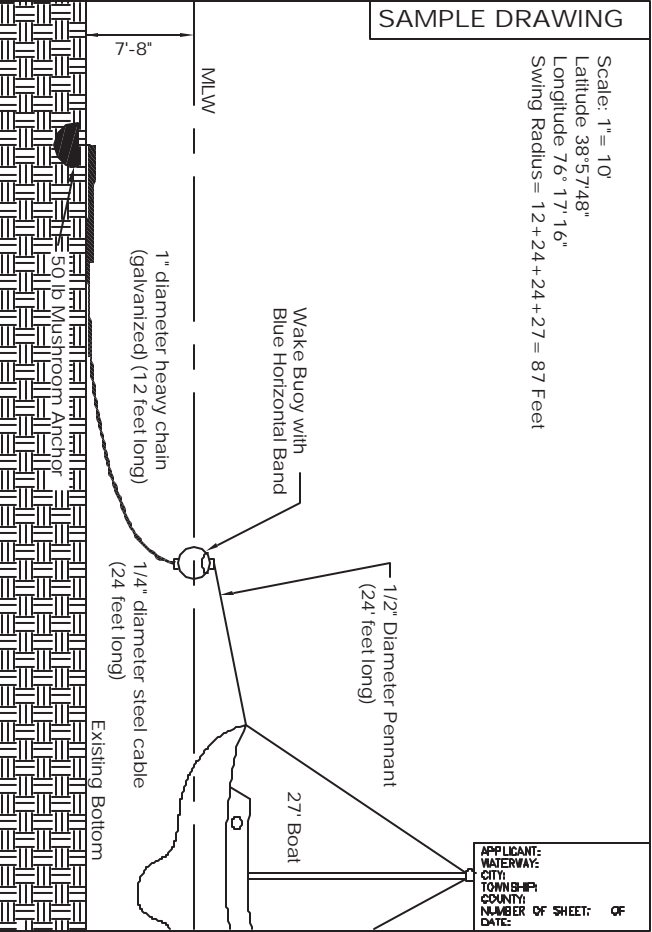 SAMPLE DRAWING
Scale: 1"= 10'
Latitude 38°57'48"
Longitude 76° 17' 16"
Swing Radius= 12+24+24+27= 87 Feet
7'-8"
MLW
Wake Buoy with
Blue Horizontal Band
1" diameter heavy chain
(galvanized) (12 feet long)
50 lb Mushroom Anchor
1/2" Diameter Pennant
(24' feet long)
1/4" diameter steel cable
(24 feet long)
27' Boat
Existing Bottom
APPLICANT:
WATERWAY:
CITY:
TOWNSHIP:
COUNTY:
NUMBER OF SHEET: OF
DATE: